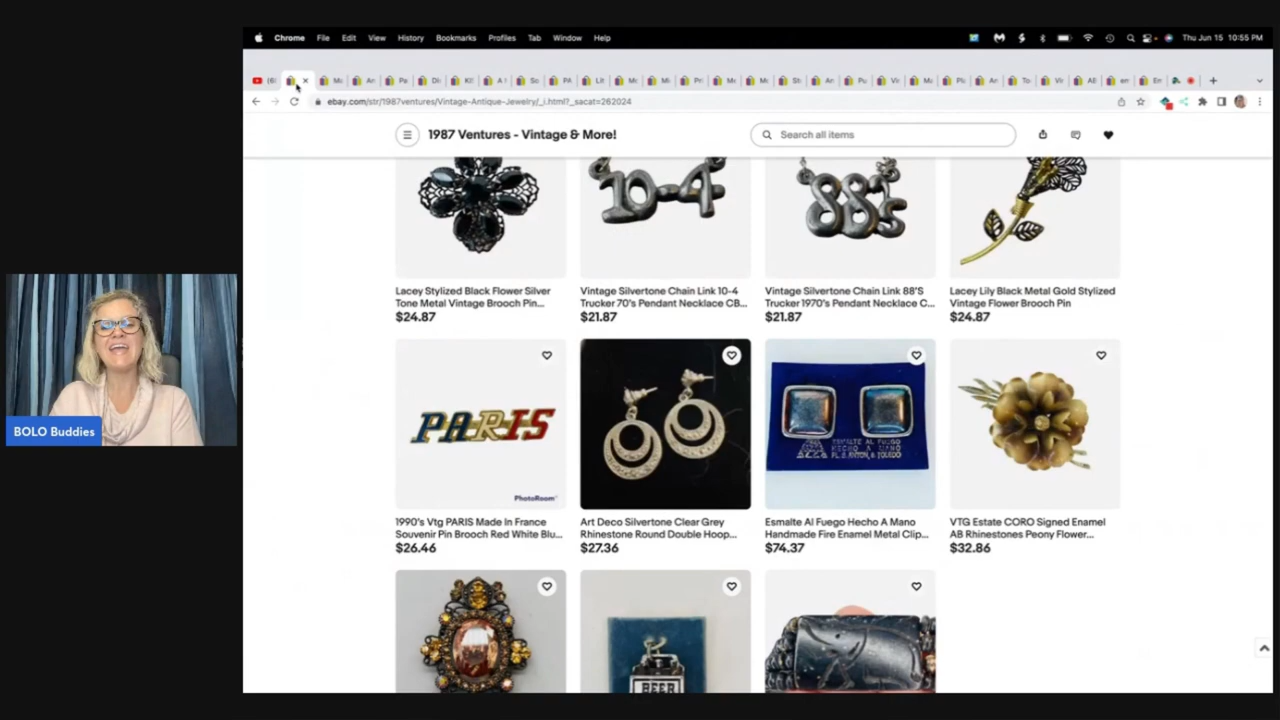 Chrome File Edit View History Bookmarks Profiles Tab Window Help
Thu Jun 15 10:55 PM
ebay.com/str/1987ventures/Vintage-Antique-Jewelry/_i.html?_sacat=262024
1987 Ventures - Vintage & More!
Search all items
10-4
88's
Lacey Stylized Black Flower Silver
Tone Metal Vintage Brooch Pin...
$24.87
Vintage Silvertone Chain Link 10-4
Trucker 70's Pendant Necklace CB...
$21.87
Vintage Silvertone Chain Link 88'S
Trucker 1970's Pendant Necklace C...
$21.87
Lacey Lily Black Metal Gold Stylized
Vintage Flower Brooch Pin
$24.87
PARIS
PhotoRoom
ESMALTE AL FUEGO
HECHO A MANO
BOLO Buddies
1990's Vtg PARIS Made In France
Souvenir Pin Brooch Red White Blu...
$26.46
Art Deco Silvertone Clear Grey
Rhinestone Round Double Hoop...
$27.36
Esmalte Al Fuego Hecho A Mano
Handmade Fire Enamel Metal Clip...
$74.37
VTG Estate CORO Signed Enamel
AB Rhinestones Peony Flower...
$32.86
BEER